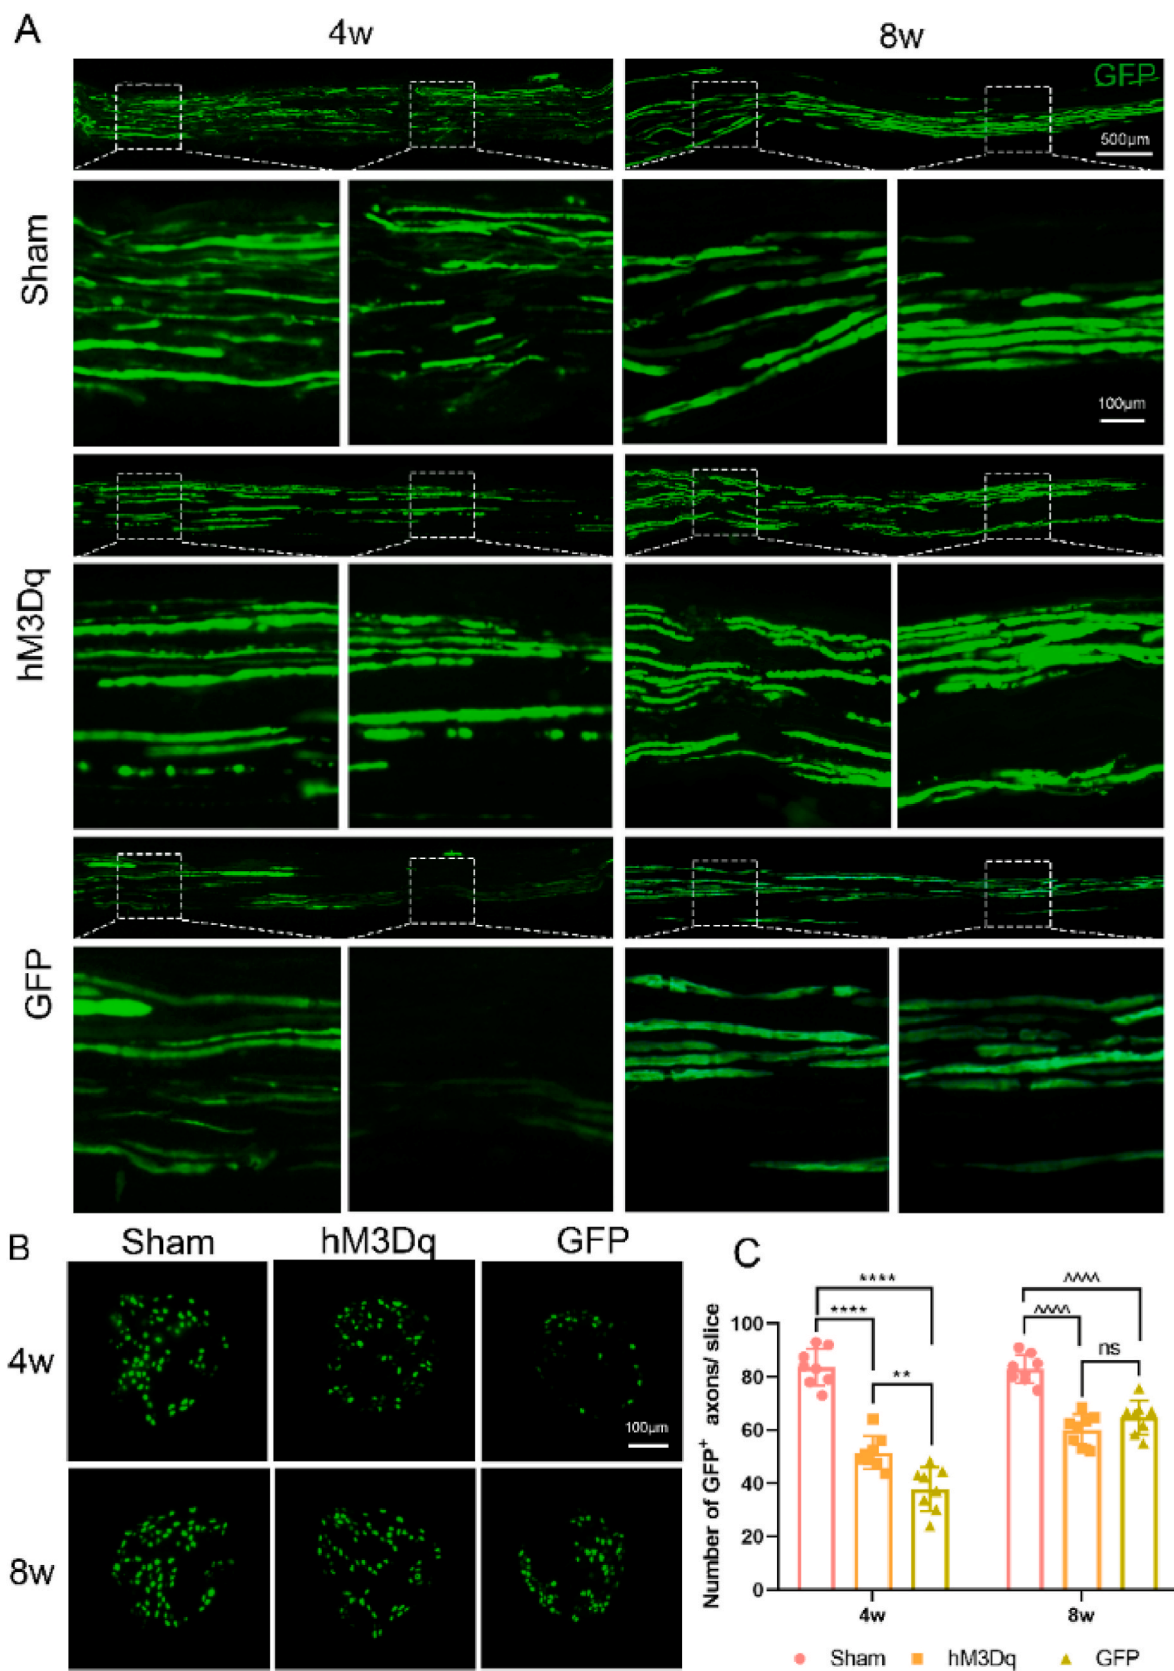 A
4w
8w
GFP
500μm
Sham
100μm
hM3Dq
GFP
B
Sham
hM3Dq
GFP
4w
100μm
8w
C
****
****
**
^^^^
^^^^
ns
Number of GFP+ axons/ slice
100
80
60
40
20
0
4w
8w
Sham
hM3Dq
GFP